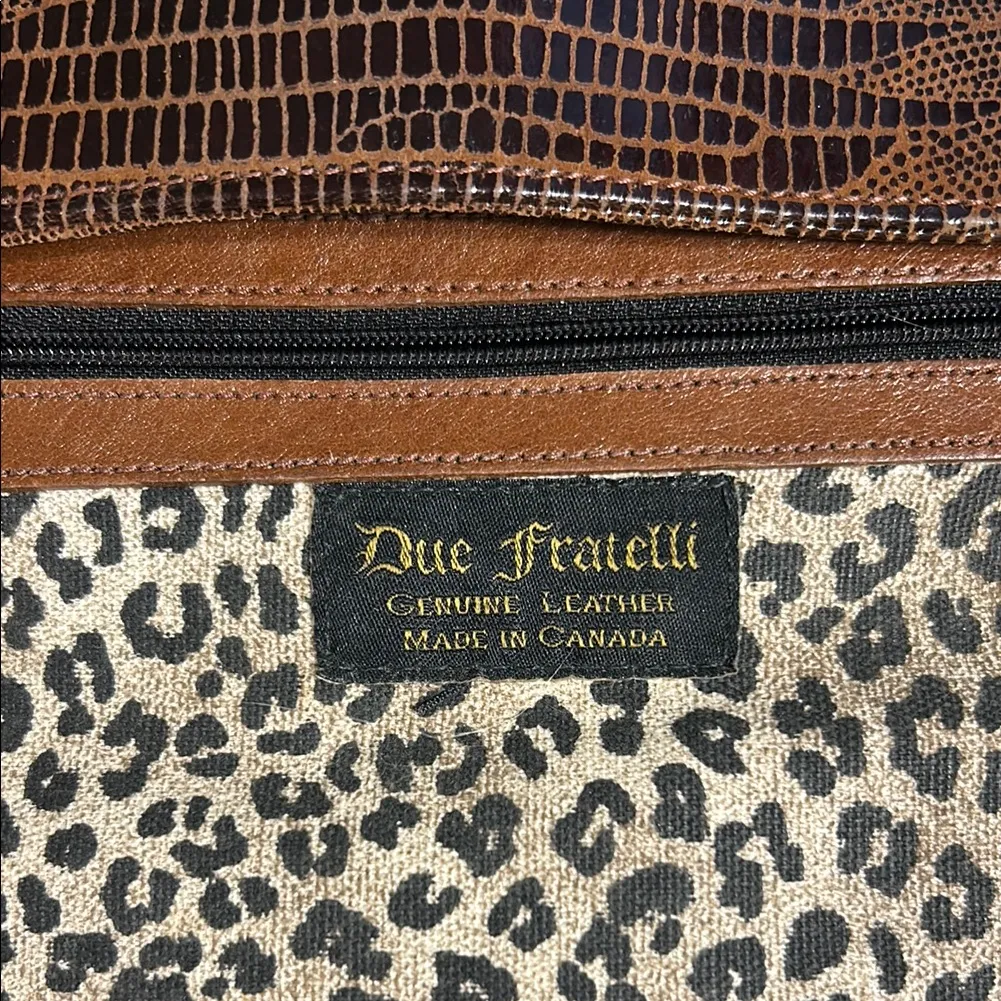 Due Fratelli
GENUINE LEATHER
MADE IN CANADA